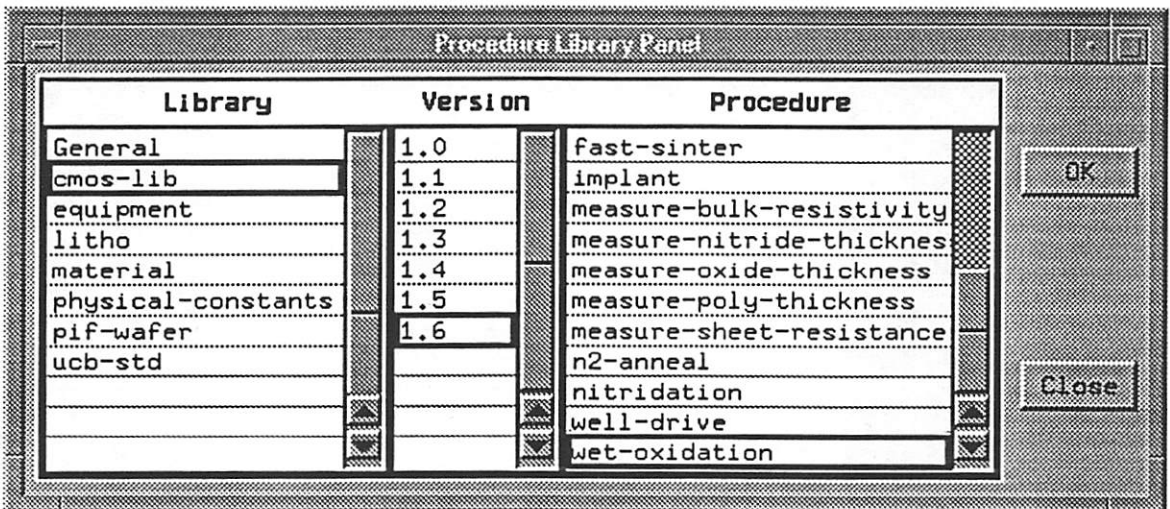 Procedure Library Panel
Library Version Procedure
General 1.0 fast-sinter
cmos-lib 1.1 implant
equipment 1.2 measure-bulk-resistivity
litho 1.3 measure-nitride-thicknes
material 1.4 measure-oxide-thickness
physical-constants 1.5 measure-poly-thickness
pif-wafer 1.6 measure-sheet-resistance
ucb-std n2-anneal
nitridation
well-drive
wet-oxidation
OK
Close